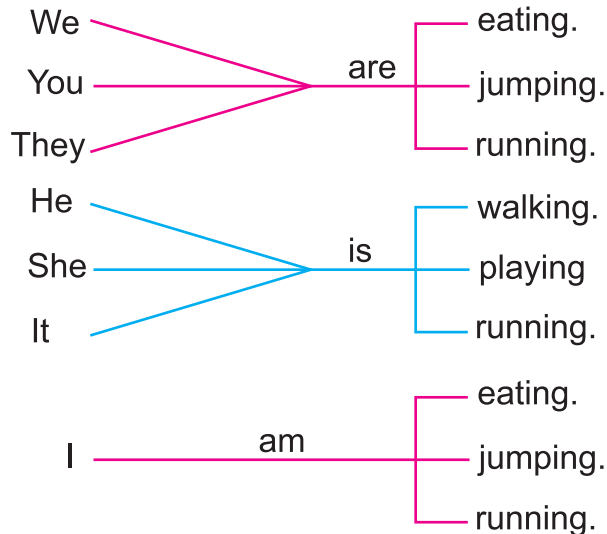 We
eating.
are
You
jumping.
They
running.
He
walking.
is
She
playing
It
running.
eating.
am
I
jumping.
running.